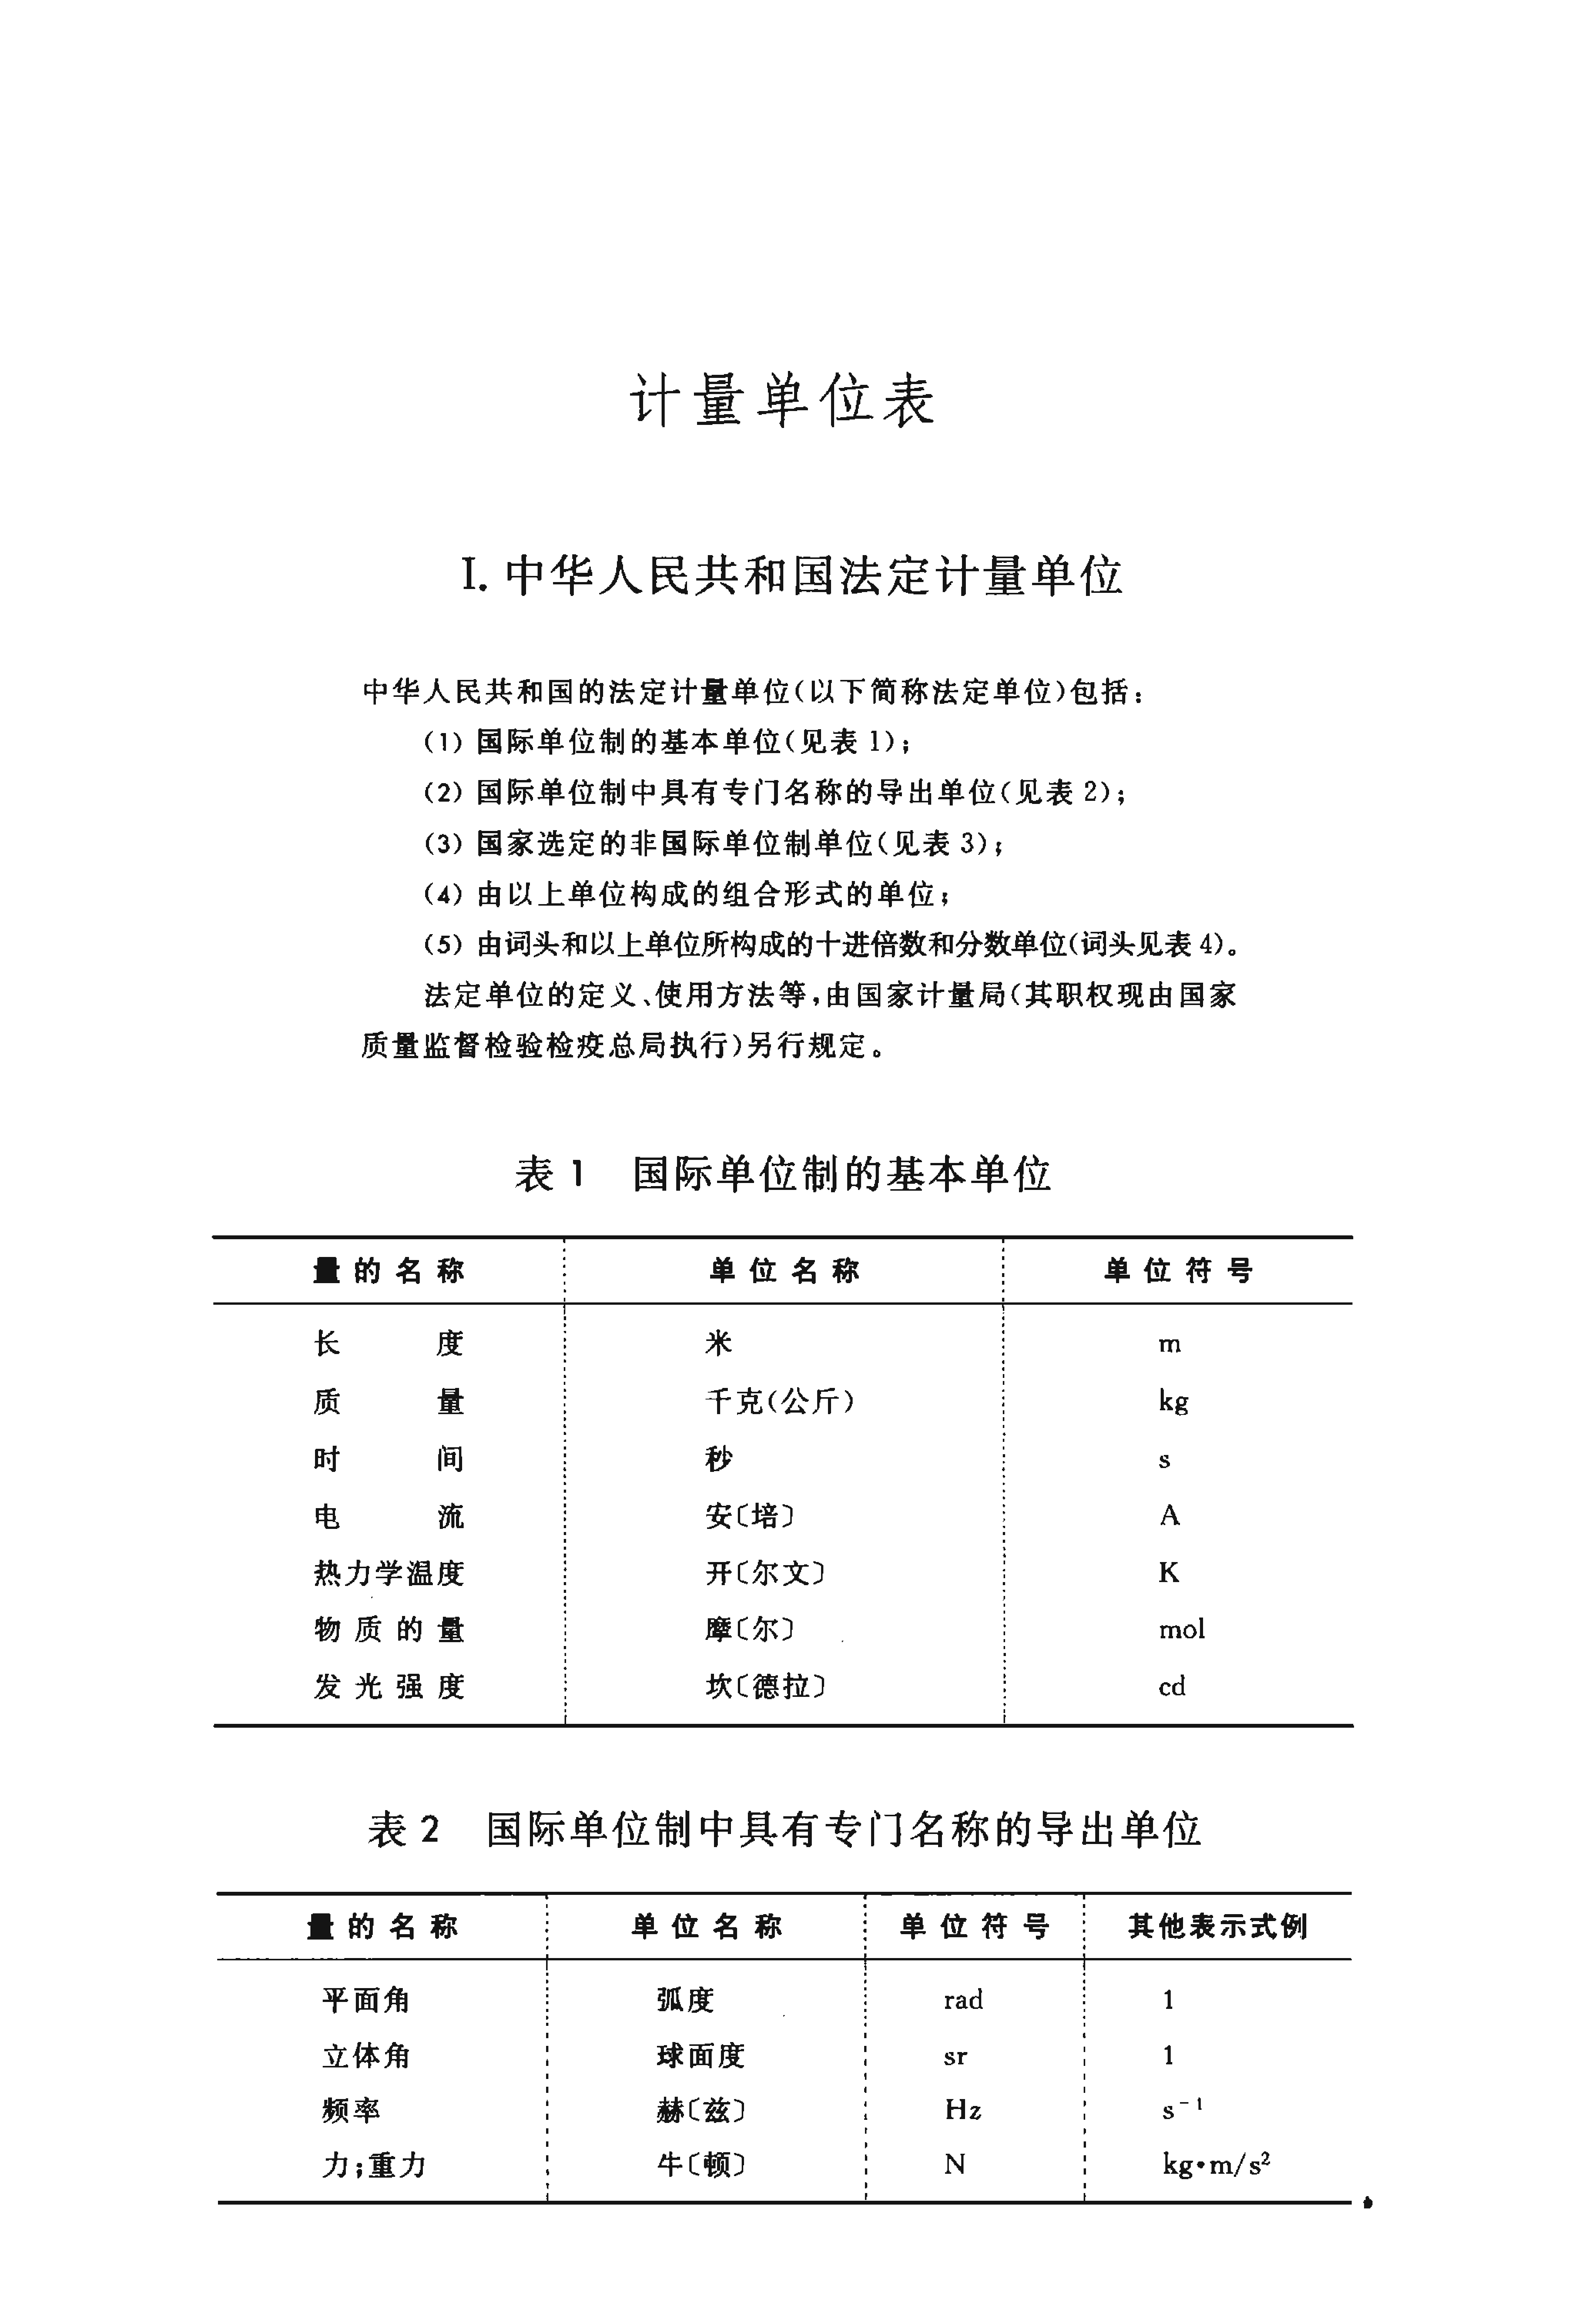 计量单位表
I. 中华人民共和国法定计量单位
中华人民共和国的法定计量单位(以下简称法定单位)包括:
(1) 国际单位制的基本单位(见表 1);
(2) 国际单位制中具有专门名称的导出单位(见表 2);
(3) 国家选定的非国际单位制单位(见表 3);
(4) 由以上单位构成的组合形式的单位;
(5) 由词头和以上单位所构成的十进倍数和分数单位(词头见表 4)。
法定单位的定义、使用方法等,由国家计量局(其职权现由国家
质量监督检验检疫总局执行)另行规定。
表 1 国际单位制的基本单位
量的名称 单位名称 单位符号
长度 米 m
质量 千克(公斤) kg
时间 秒 s
电流 安〔培〕 A
热力学温度 开〔尔文〕 K
物质的量 摩〔尔〕 mol
发光强度 坎〔德拉〕 cd
表 2 国际单位制中具有专门名称的导出单位
量的名称 单位名称 单位符号 其他表示式例
平面角 弧度 rad 1
立体角 球面度 sr 1
频率 赫〔兹〕 Hz s⁻¹
力;重力 牛〔顿〕 N kg·m/s²